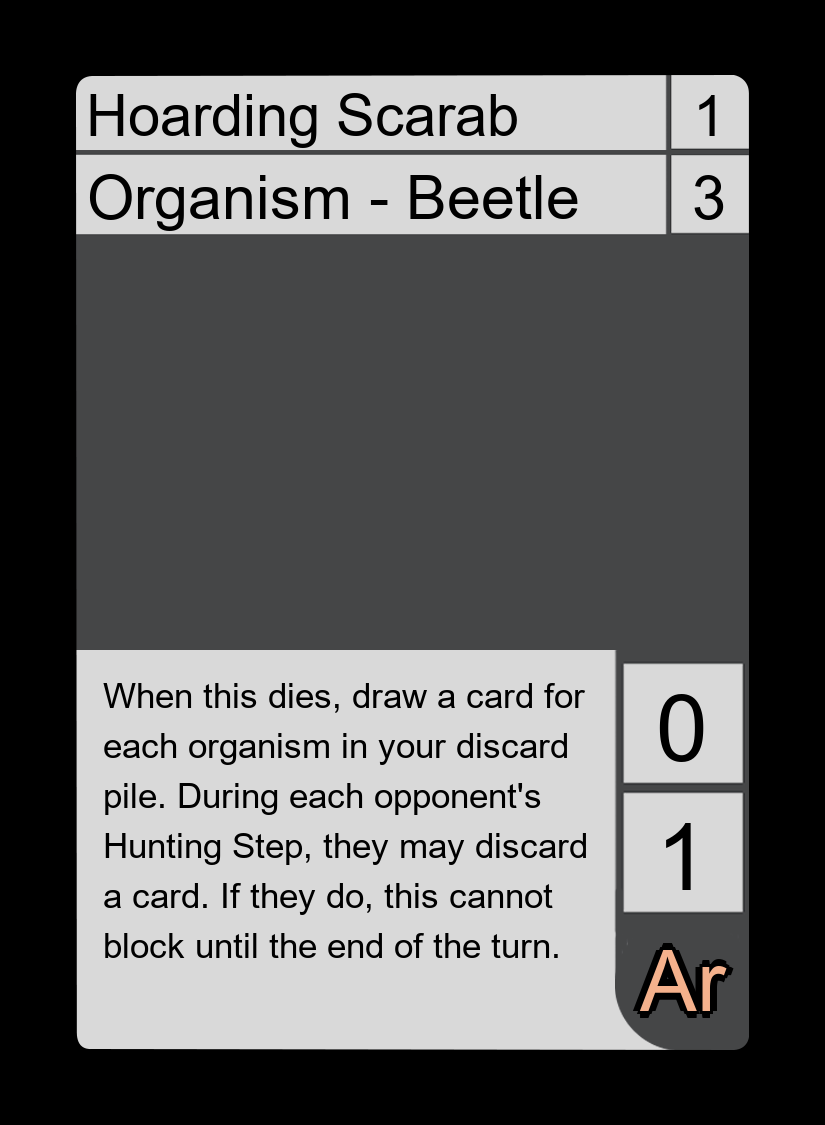 Hoarding Scarab 1
Organism - Beetle 3
When this dies, draw a card for
each organism in your discard
pile. During each opponent's
Hunting Step, they may discard
a card. If they do, this cannot
block until the end of the turn.
0
1
Ar